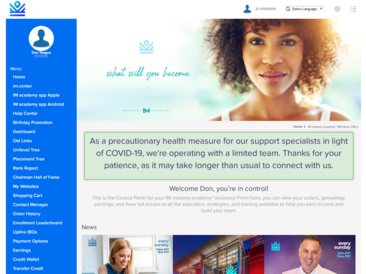 Select Language
Menu
Home
im.center
IM academy app Apple
IM academy app Android
Help Center
Birthday Promotion
Dashboard
Old Links
Unilevel Tree
Placement Tree
Rank Report
Chairman Hall of Fame
My Websites
Shopping Cart
Contact Manager
Order History
Enrollment Leaderboard
Upline IBOs
Payment Options
Earnings
Credit Wallet
Transfer Credit
what will you become.
IM
Home
As a precautionary health measure for our support specialists in light
of COVID-19, we're operating with a limited team. Thanks for your
patience, as it may take longer than usual to connect with us.
Welcome Don, you're in control!
This is the Control Panel for your IM mastery academy™ business! From here, you can view your orders, genealogy,
earnings, and have full access to all the education, strategies, and training available to help you earn income and
build your team.
News
every
sunday
every
sunday